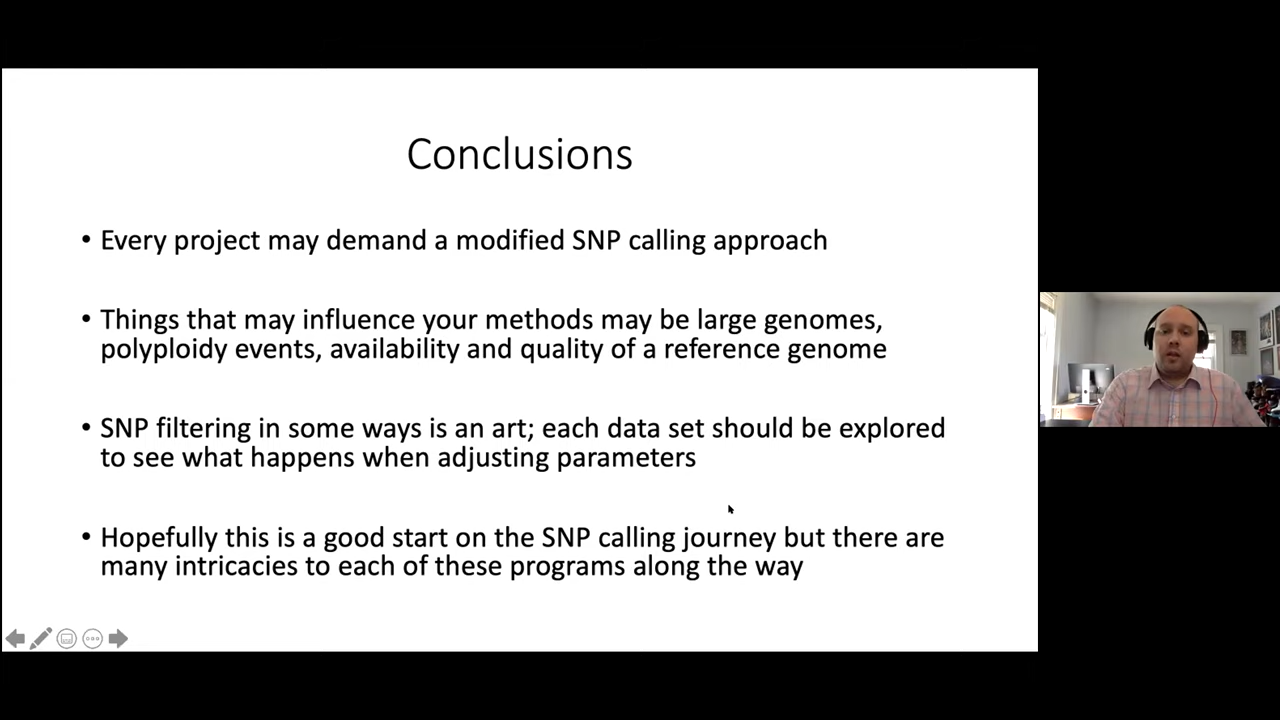 Conclusions
• Every project may demand a modified SNP calling approach
• Things that may influence your methods may be large genomes,
polyploidy events, availability and quality of a reference genome
• SNP filtering in some ways is an art; each data set should be explored
to see what happens when adjusting parameters
• Hopefully this is a good start on the SNP calling journey but there are
many intricacies to each of these programs along the way